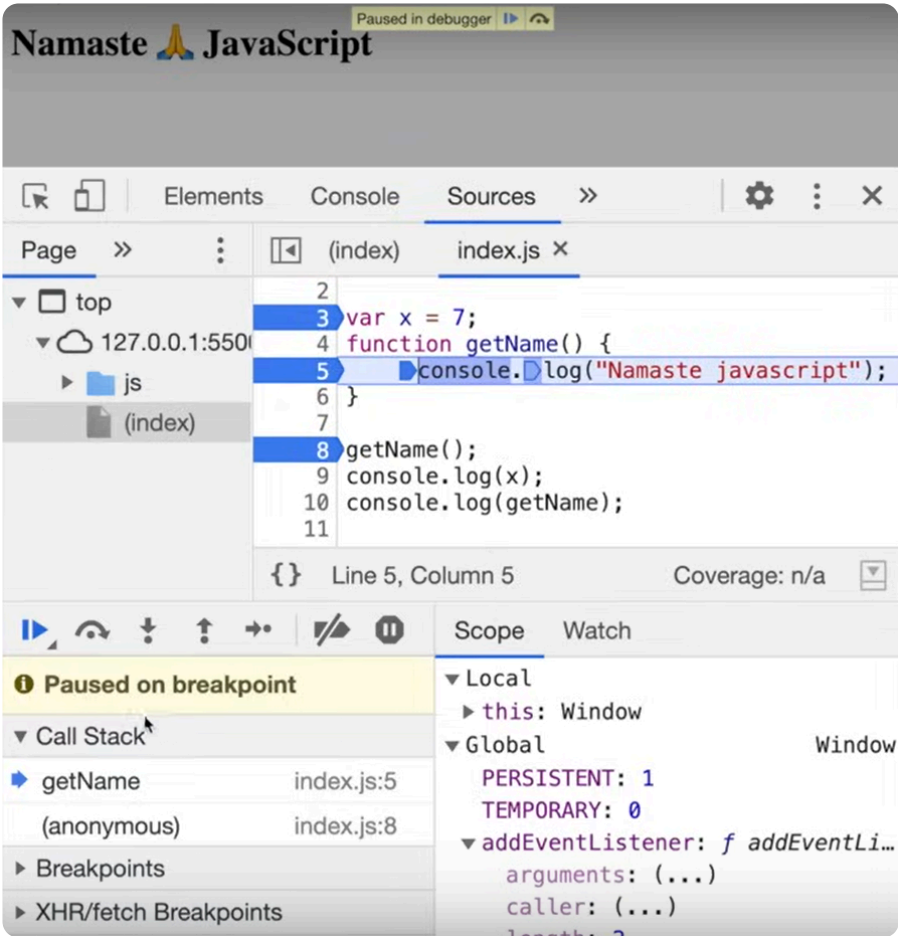 Paused in debugger
Namaste 🙏 JavaScript
Elements Console Sources »
Page » (index) index.js ×
top
127.0.0.1:550
js
(index)
2
3 var x = 7;
4 function getName() {
5 console.log("Namaste javascript");
6 }
7
8 getName();
9 console.log(x);
10 console.log(getName);
11
{} Line 5, Column 5 Coverage: n/a
Scope Watch
Paused on breakpoint
Call Stack
getName index.js:5
(anonymous) index.js:8
Breakpoints
XHR/fetch Breakpoints
Local
this: Window
Global Window
PERSISTENT: 1
TEMPORARY: 0
addEventListener: ƒ addEventLi…
arguments: (...)
caller: (...)